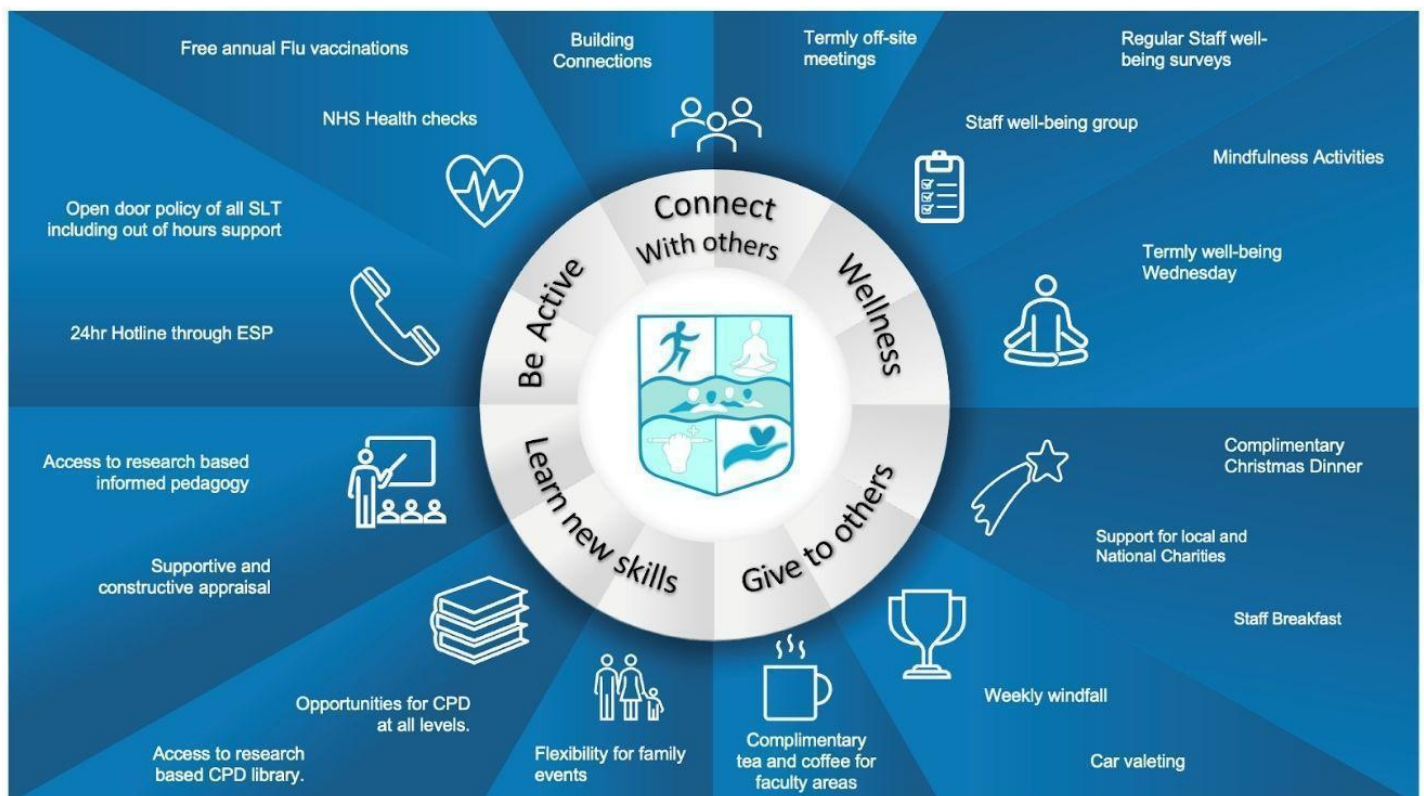 Free annual Flu vaccinations
Building
Connections
Termly off-site
meetings
Regular Staff well-
being surveys
NHS Health checks
Staff well-being group
Mindfulness Activities
Open door policy of all SLT
including out of hours support
Termly well-being
Wednesday
24hr Hotline through ESP
Connect
With others
Be Active
Wellness
Learn new skills
Give to others
Access to research based
informed pedagogy
Complimentary
Christmas Dinner
Supportive and
constructive appraisal
Support for local and
National Charities
Staff Breakfast
Opportunities for CPD
at all levels.
Weekly windfall
Access to research
based CPD library.
Flexibility for family
events
Complimentary
tea and coffee for
faculty areas
Car valeting